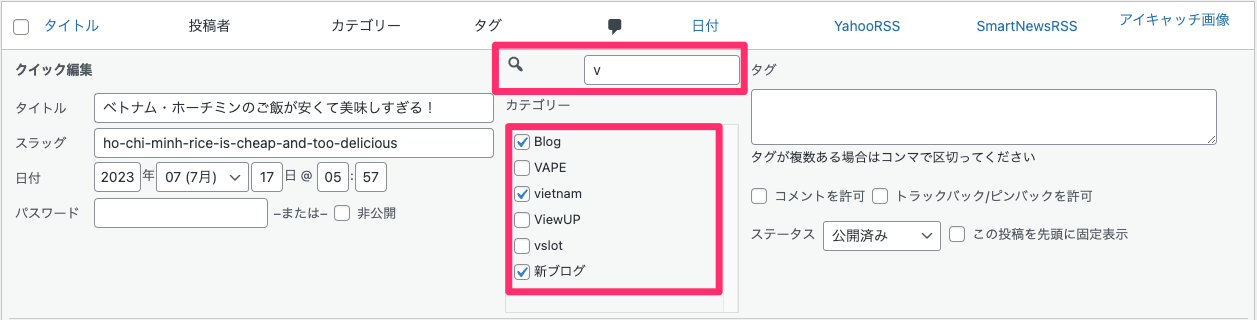 タイトル 投稿者 カテゴリー タグ 日付 YahooRSS SmartNewsRSS アイキャッチ画像
クイック編集
タイトル ベトナム・ホーチミンのご飯が安くて美味しすぎる！
スラッグ ho-chi-minh-rice-is-cheap-and-too-delicious
日付 2023 年 07 (7月) 17 日 @ 05 : 57
パスワード –または– 非公開
v
カテゴリー
Blog
VAPE
vietnam
ViewUP
vslot
新ブログ
タグ
タグが複数ある場合はコンマで区切ってください
コメントを許可 トラックバック/ピンバックを許可
ステータス 公開済み この投稿を先頭に固定表示